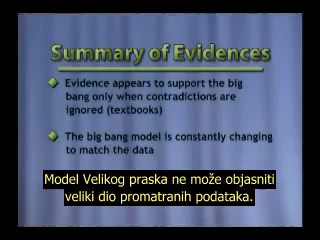 Summary of Evidences
Evidence appears to support the big
bang only when contradictions are
ignored (textbooks)
The big bang model is constantly changing
to match the data
Model Velikog praska ne može objasniti
veliki dio promatranih podataka.